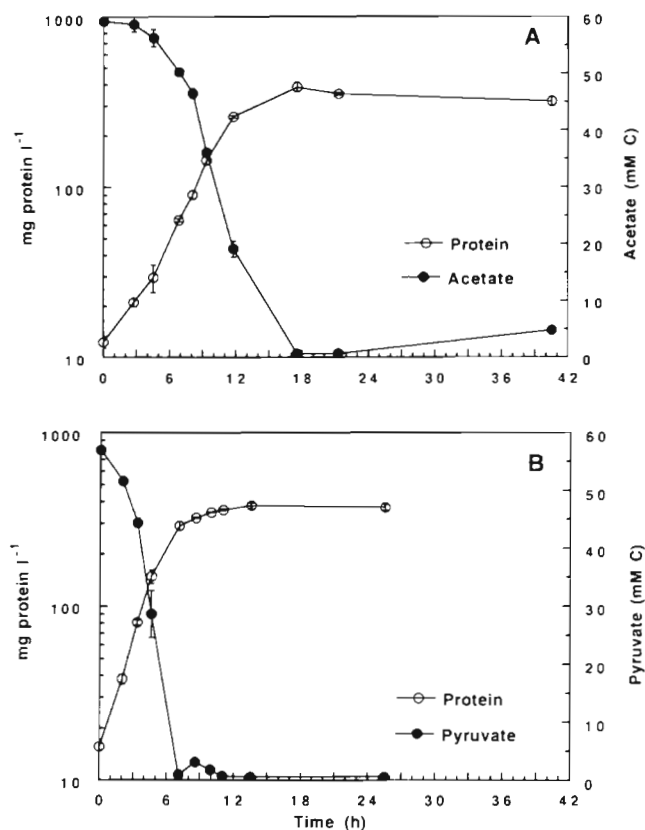 A
1000
100
10
mg protein l⁻¹
60
50
40
30
20
10
0
Acetate (mM C)
Protein
Acetate
0 6 12 18 24 30 36 42
B
1000
100
10
mg protein l⁻¹
60
50
40
30
20
10
0
Pyruvate (mM C)
Protein
Pyruvate
0 6 12 18 24 30 36 42
Time (h)